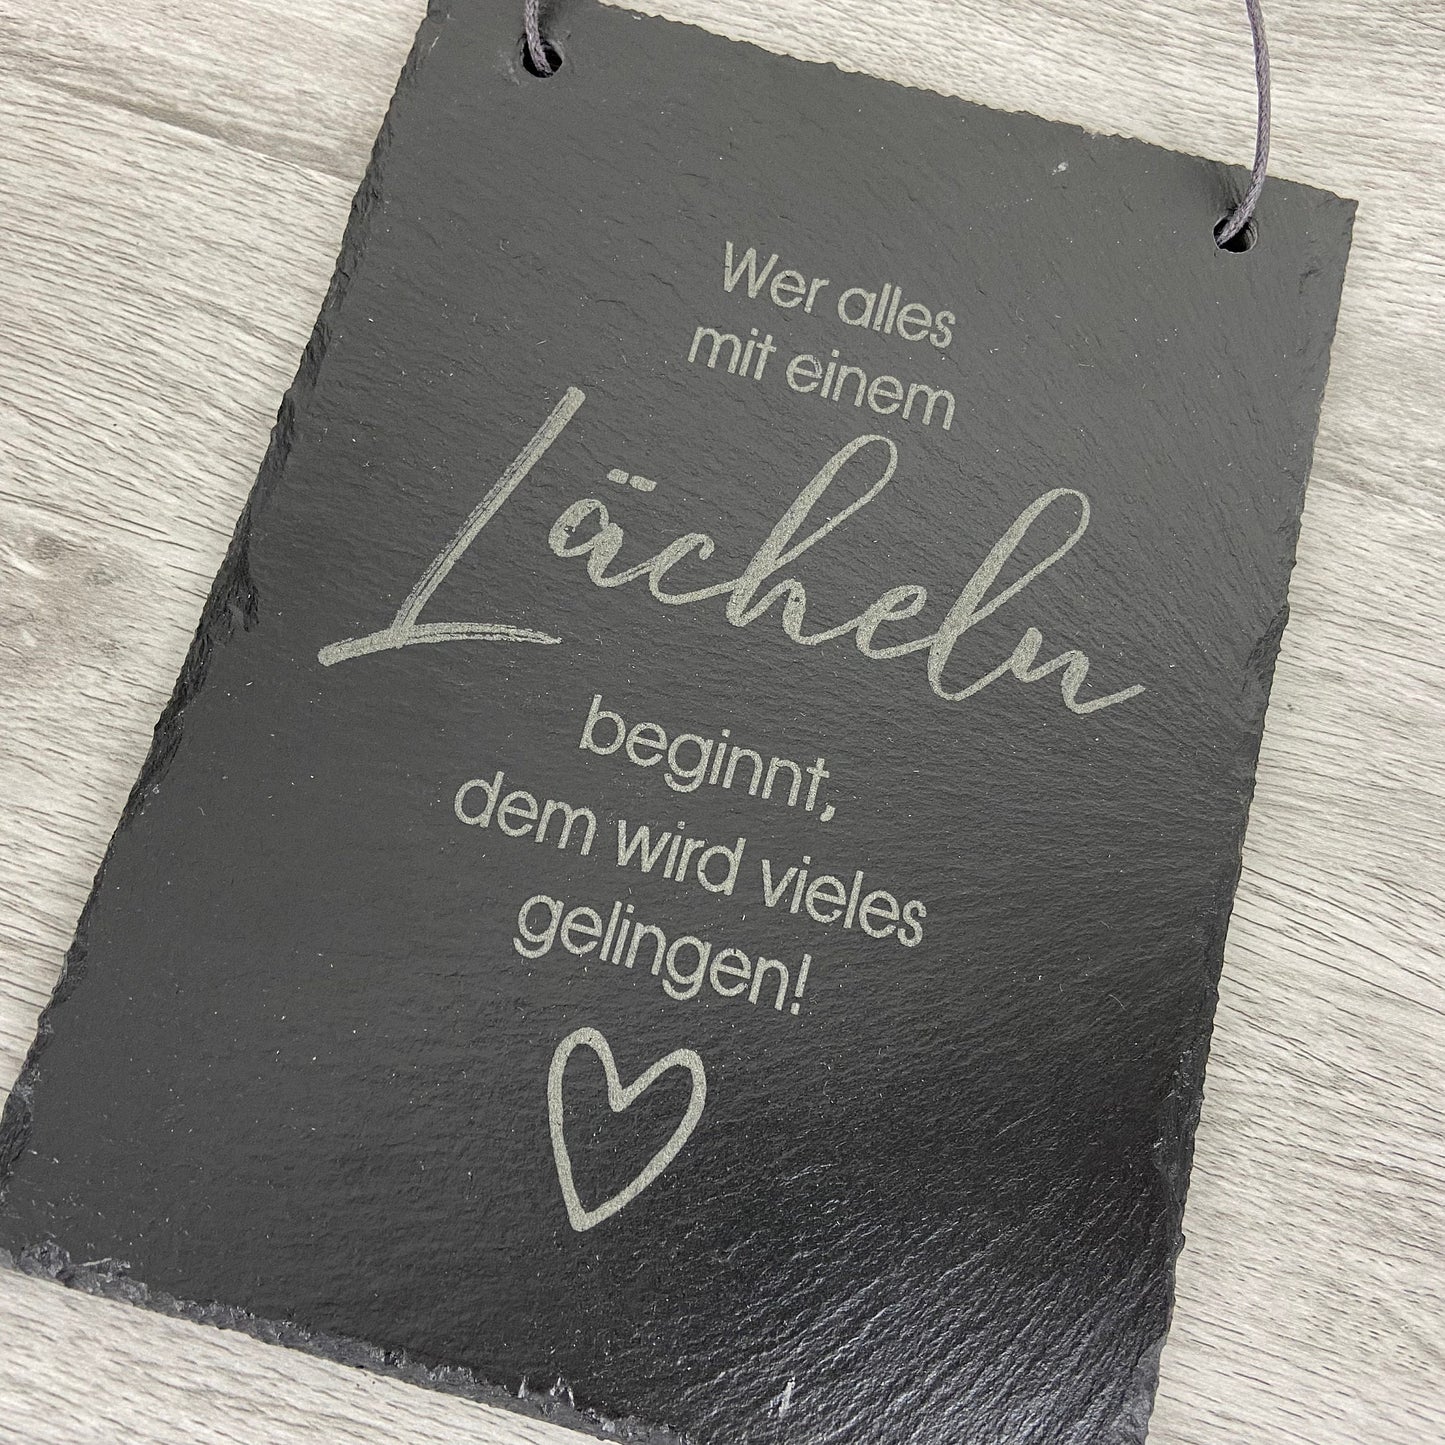 Wer alles
mit einem
Lächeln
beginnt,
dem wird vieles
gelingen!